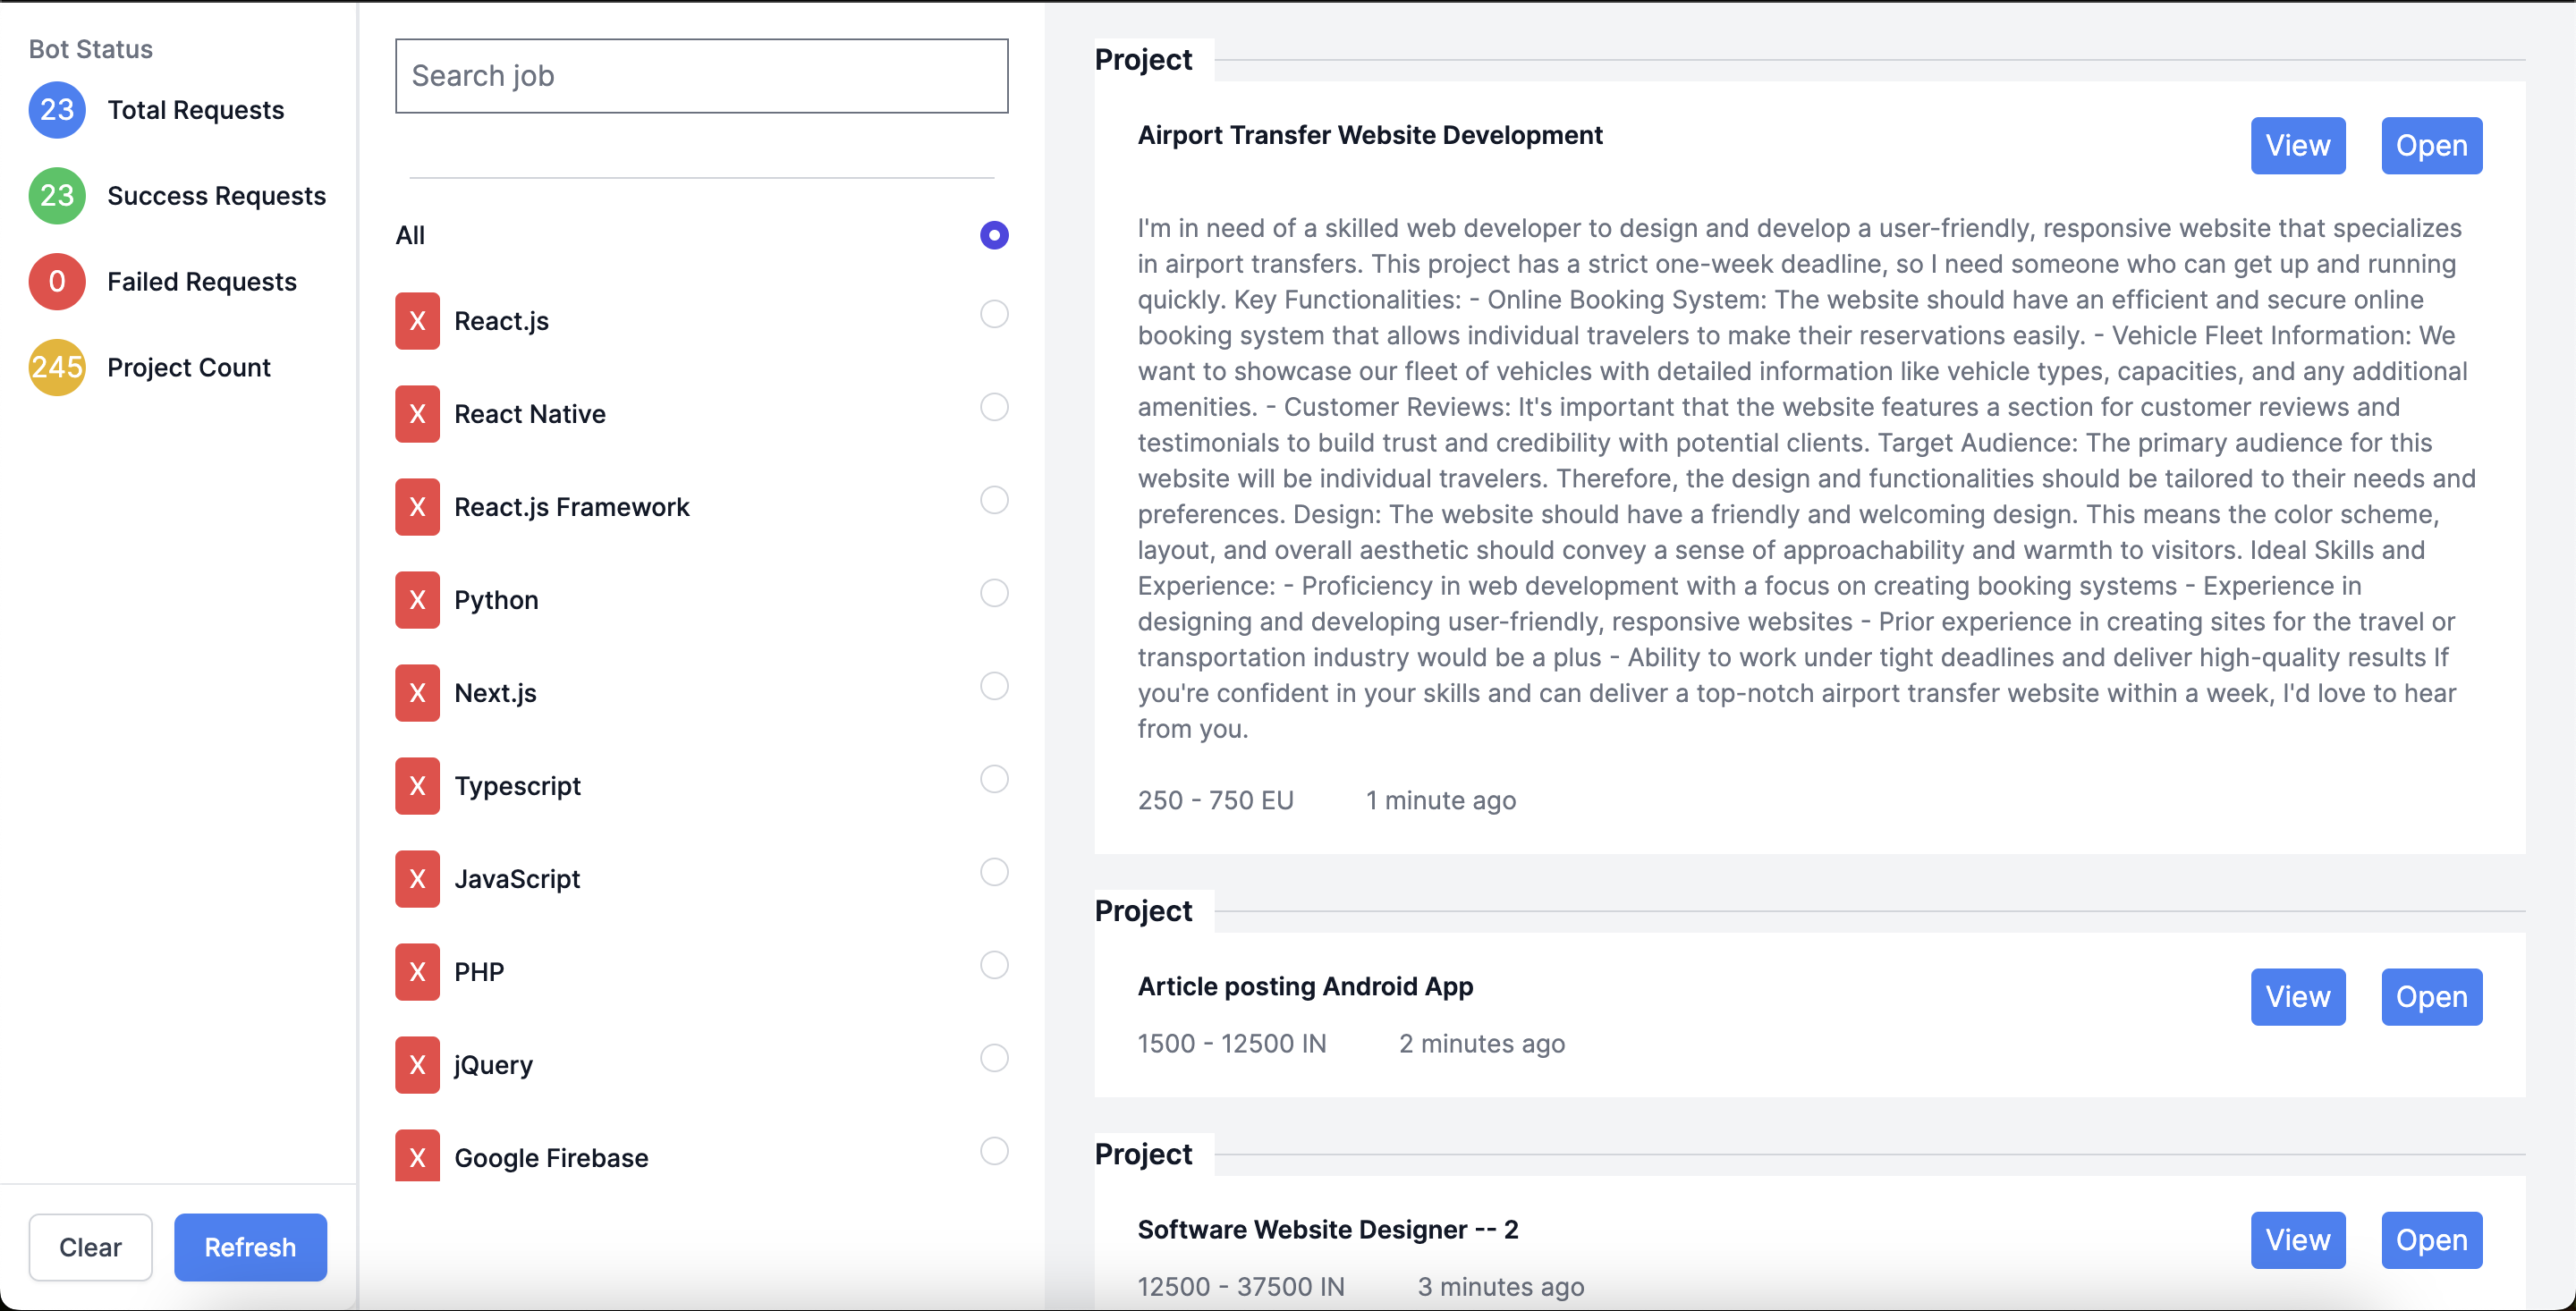 Bot Status
23 Total Requests
23 Success Requests
0 Failed Requests
245 Project Count
Clear
Refresh
Search job
All
X React.js
X React Native
X React.js Framework
X Python
X Next.js
X Typescript
X JavaScript
X PHP
X jQuery
X Google Firebase
Project
Airport Transfer Website Development
View
Open
I'm in need of a skilled web developer to design and develop a user-friendly, responsive website that specializes
in airport transfers. This project has a strict one-week deadline, so I need someone who can get up and running
quickly. Key Functionalities: - Online Booking System: The website should have an efficient and secure online
booking system that allows individual travelers to make their reservations easily. - Vehicle Fleet Information: We
want to showcase our fleet of vehicles with detailed information like vehicle types, capacities, and any additional
amenities. - Customer Reviews: It's important that the website features a section for customer reviews and
testimonials to build trust and credibility with potential clients. Target Audience: The primary audience for this
website will be individual travelers. Therefore, the design and functionalities should be tailored to their needs and
preferences. Design: The website should have a friendly and welcoming design. This means the color scheme,
layout, and overall aesthetic should convey a sense of approachability and warmth to visitors. Ideal Skills and
Experience: - Proficiency in web development with a focus on creating booking systems - Experience in
designing and developing user-friendly, responsive websites - Prior experience in creating sites for the travel or
transportation industry would be a plus - Ability to work under tight deadlines and deliver high-quality results If
you're confident in your skills and can deliver a top-notch airport transfer website within a week, I'd love to hear
from you.
250 - 750 EU 1 minute ago
Project
Article posting Android App
View
Open
1500 - 12500 IN 2 minutes ago
Project
Software Website Designer -- 2
View
Open
12500 - 37500 IN 3 minutes ago